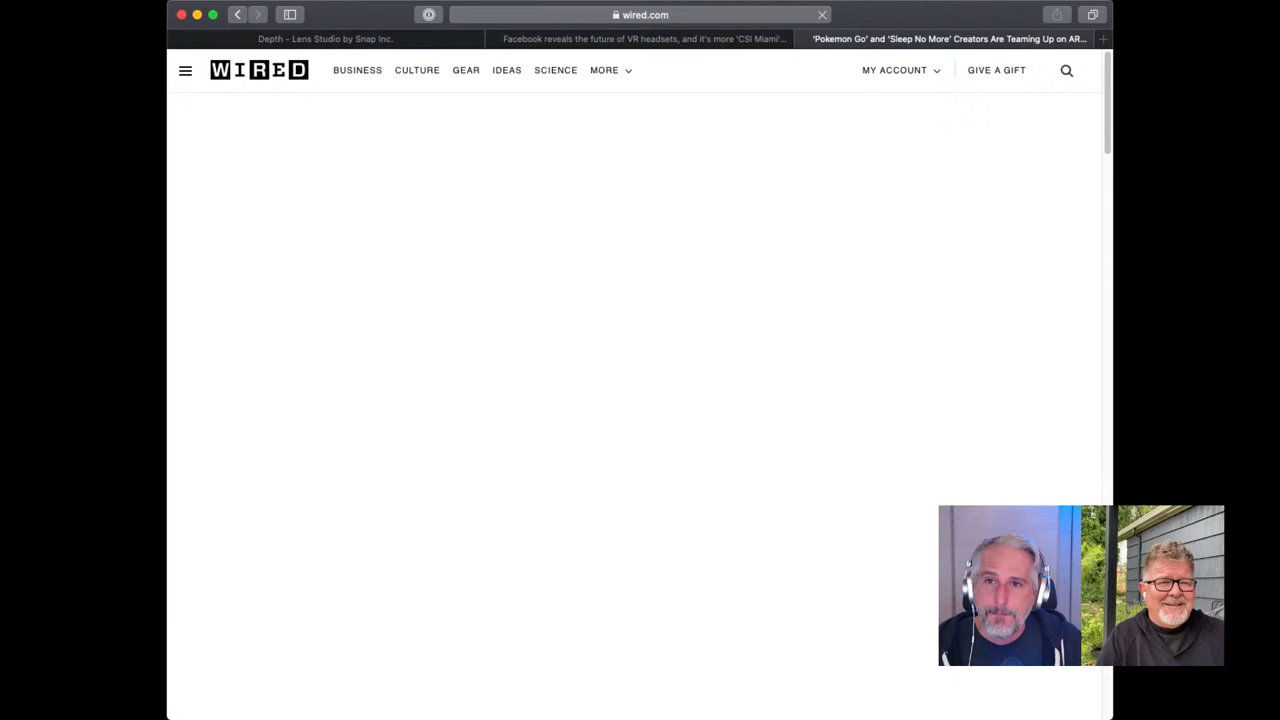 wired.com
Depth - Lens Studio by Snap Inc.
Facebook reveals the future of VR headsets, and it's more 'CSI Miami'...
'Pokemon Go' and 'Sleep No More' Creators Are Teaming Up on AR...
WIRED
BUSINESS CULTURE GEAR IDEAS SCIENCE MORE
MY ACCOUNT GIVE A GIFT